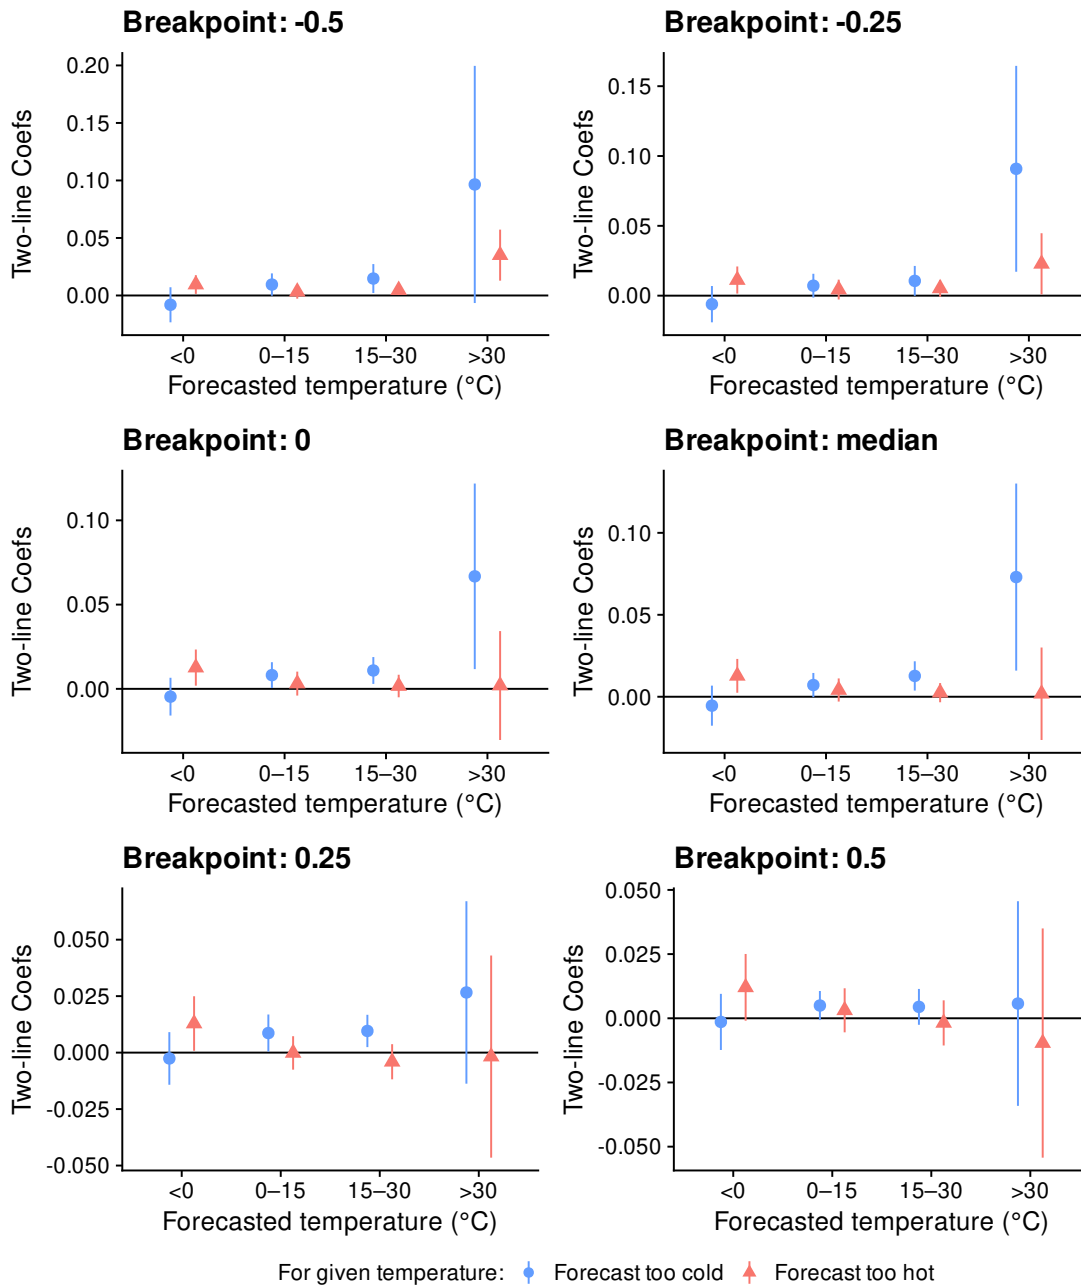 Breakpoint: -0.5
Two-line Coefs
0.20
0.15
0.10
0.05
0.00
<0 0–15 15–30 >30
Forecasted temperature (°C)
Breakpoint: -0.25
Two-line Coefs
0.15
0.10
0.05
0.00
<0 0–15 15–30 >30
Forecasted temperature (°C)
Breakpoint: 0
Two-line Coefs
0.10
0.05
0.00
<0 0–15 15–30 >30
Forecasted temperature (°C)
Breakpoint: median
Two-line Coefs
0.10
0.05
0.00
<0 0–15 15–30 >30
Forecasted temperature (°C)
Breakpoint: 0.25
Two-line Coefs
0.050
0.025
0.000
-0.025
-0.050
<0 0–15 15–30 >30
Forecasted temperature (°C)
Breakpoint: 0.5
Two-line Coefs
0.050
0.025
0.000
-0.025
-0.050
<0 0–15 15–30 >30
Forecasted temperature (°C)
For given temperature: Forecast too cold Forecast too hot